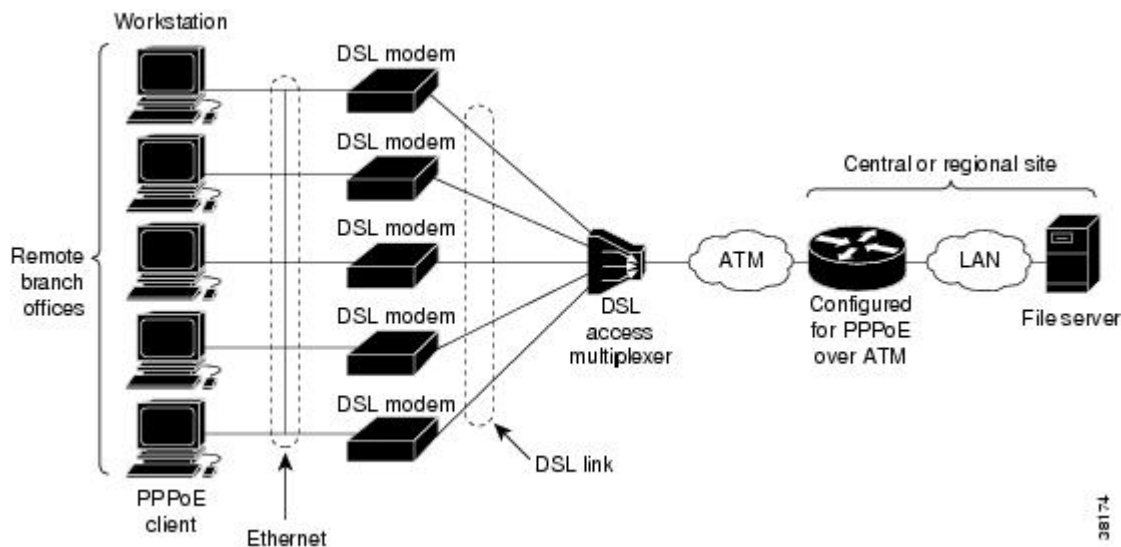 Workstation
DSL modem
DSL modem
DSL modem
DSL modem
DSL modem
Remote
branch
offices
PPPoE
client
Ethernet
DSL link
DSL
access
multiplexer
ATM
Central or regional site
Configured
for PPPoE
over ATM
LAN
File server
38174